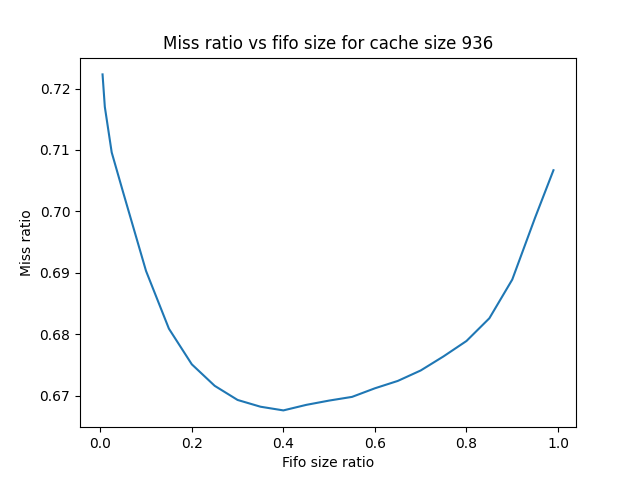 Miss ratio vs fifo size for cache size 936
0.72
0.71
0.70
0.69
0.68
0.67
Miss ratio
0.0 0.2 0.4 0.6 0.8 1.0
Fifo size ratio